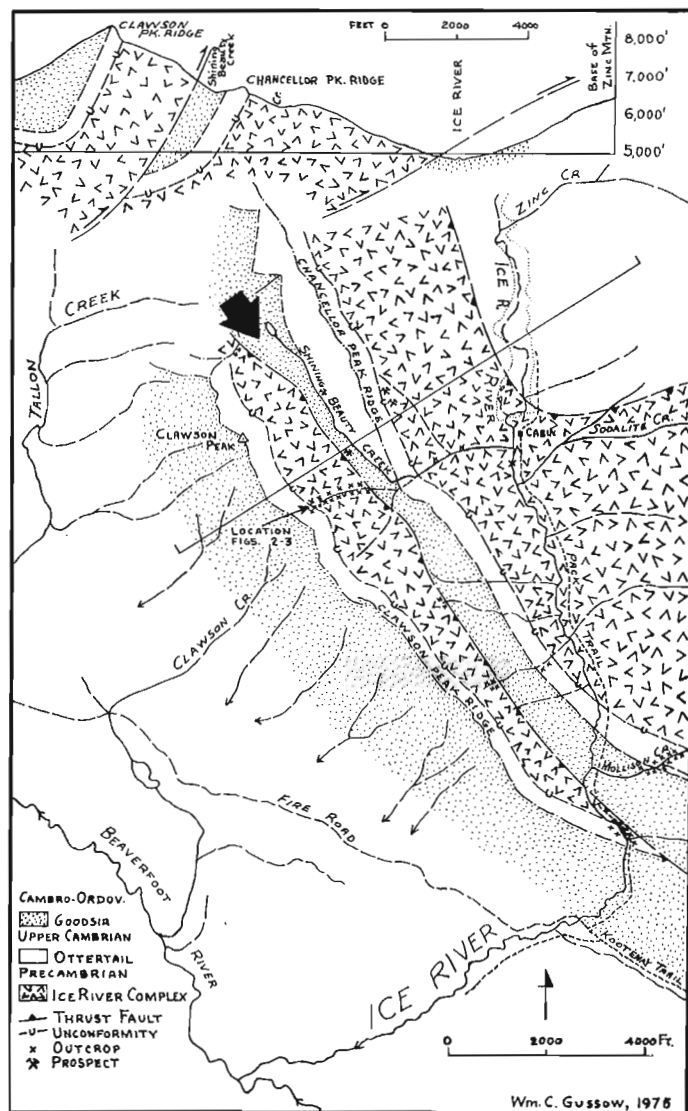 FEET 0 2000 4000
CLAWSON
PK. RIDGE
Shining
Beauty
Creek
CHANCELLOR PK. RIDGE
Cr.
ICE RIVER
BASE OF
ZINC MTN.
8,000'
7,000'
6,000'
5,000'
ZINC CR
ICE R.
RIVER
CREEK
TALLON
CHANCELLOR PEAK RIDGE
SHINING BEAUTY CREEK
CLAWSON
PEAK
CABIN
SODALITE CR.
LOCATION
FIGS. 2-3
PACK
TRAIL
CLAWSON CR.
CLAWSON PEAK RIDGE
MOLLISON CR.
FIRE ROAD
BEAVERFOOT
RIVER
ICE RIVER
KOOTENAY TRAIL
CAMBRO-ORDOV.
GOODSIR
UPPER CAMBRIAN
OTTERTAIL
PRECAMBRIAN
ICE RIVER COMPLEX
THRUST FAULT
UNCONFORMITY
x OUTCROP
PROSPECT
0 2000 4000 FT.
WM. C. GUSSOW, 1975